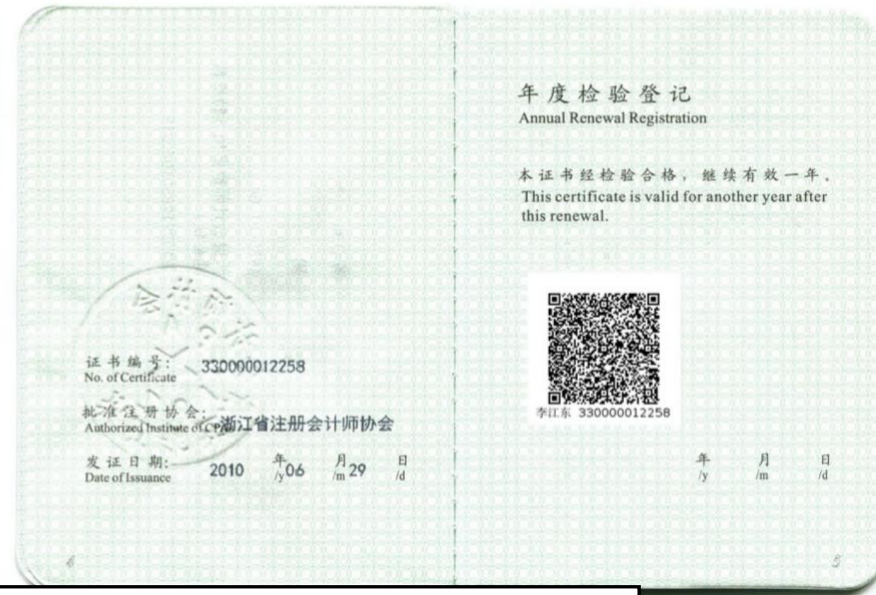 证书编号:
No. of Certificate
330000012258
批准注册协会:
Authorized Institute of CPAs
浙江省注册会计师协会
发证日期:
Date of Issuance
2010 年 06 月 29 日
/y /m /d
6
年度检验登记
Annual Renewal Registration
本证书经检验合格，继续有效一年。
This certificate is valid for another year after
this renewal.
李江东 330000012258
年 月 日
/y /m /d
5